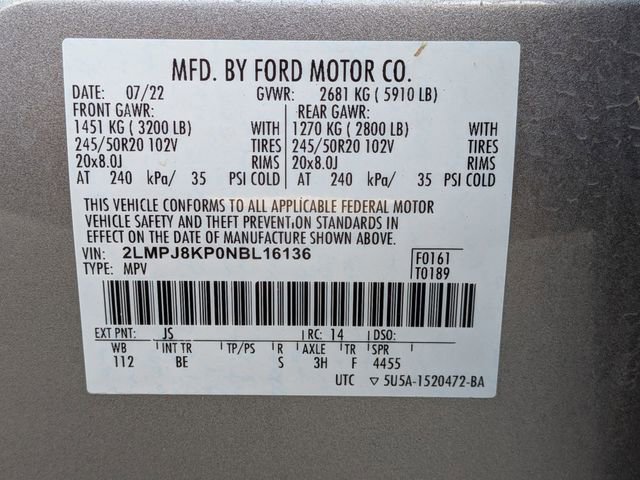 MFD. BY FORD MOTOR CO.
DATE: 07/22 GVWR: 2681 KG ( 5910 LB)
FRONT GAWR: REAR GAWR:
1451 KG ( 3200 LB) WITH 1270 KG ( 2800 LB) WITH
245/50R20 102V TIRES 245/50R20 102V TIRES
20x8.0J RIMS 20x8.0J RIMS
AT 240 kPa/ 35 PSI COLD AT 240 kPa/ 35 PSI COLD
THIS VEHICLE CONFORMS TO ALL APPLICABLE FEDERAL MOTOR
VEHICLE SAFETY AND THEFT PREVENTION STANDARDS IN
EFFECT ON THE DATE OF MANUFACTURE SHOWN ABOVE.
VIN: 2LMPJ8KP0NBL16136 F0161
TYPE: MPV T0189
EXT PNT: JS RC: 14 DSO:
WB INT TR TP/PS R AXLE TR SPR
112 BE S 3H F 4455
UTC ▽ 5U5A-1520472-BA